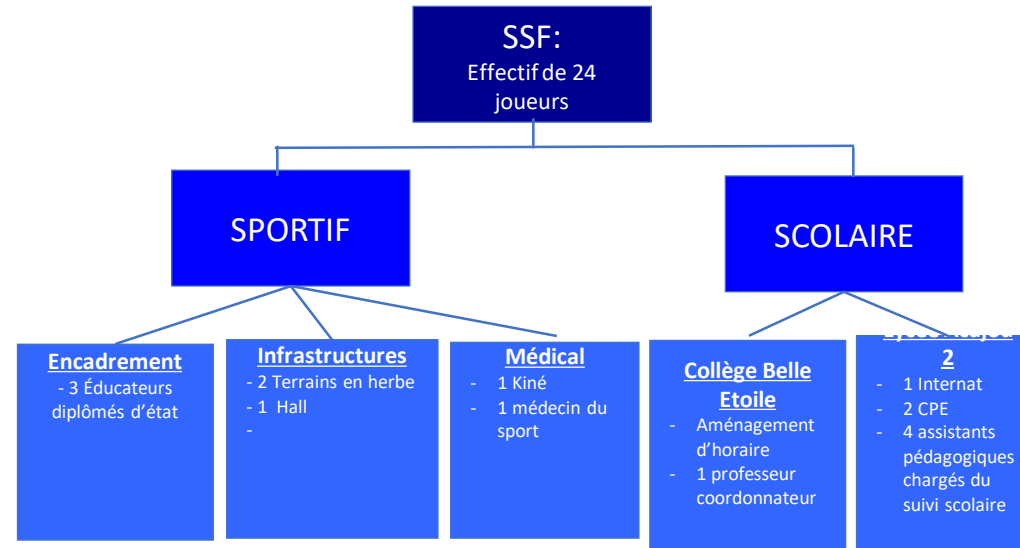 SSF:
Effectif de 24
joueurs
SPORTIF
SCOLAIRE
Encadrement
- 3 Éducateurs
diplômés d'état
Infrastructures
- 2 Terrains en herbe
- 1 Hall
-
Médical
- 1 Kiné
- 1 médecin du
sport
Collège Belle
Etoile
- Aménagement
d'horaire
- 1 professeur
coordonnateur
2
- 1 Internat
- 2 CPE
- 4 assistants
pédagogiques
chargés du
suivi scolaire